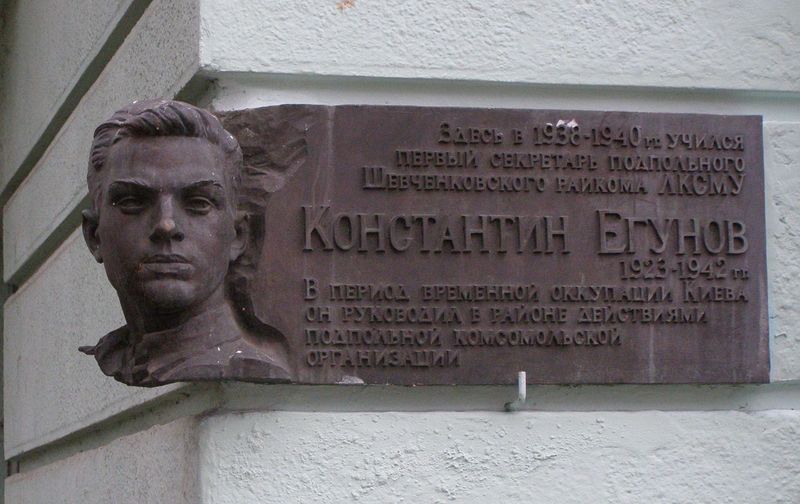 Здесь в 1938-1940 гг. учился
первый секретарь подпольного
Шевченковского райкома ЛКСМУ
Константин Егунов
1923-1942 гг.
В период временной оккупации Киева
он руководил в районе действиями
подпольной комсомольской
организации